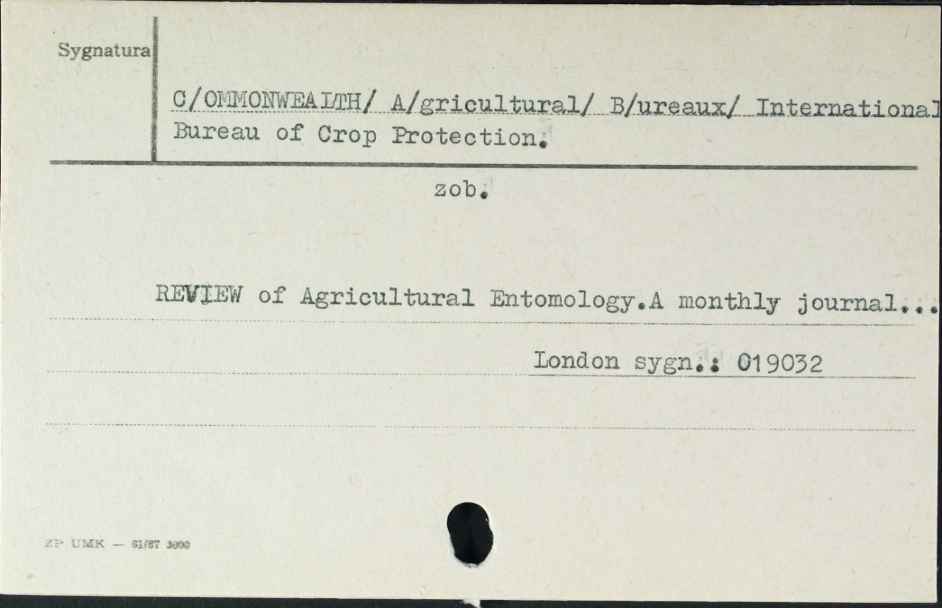 Sygnatura
C/OMMONWEALTH/ A/gricultural/ B/ureaux/ International
Bureau of Crop Protection.
zob.
REVIEW of Agricultural Entomology.A monthly journal...
London sygn.: 019032
ZP UMK — 61/87 3000